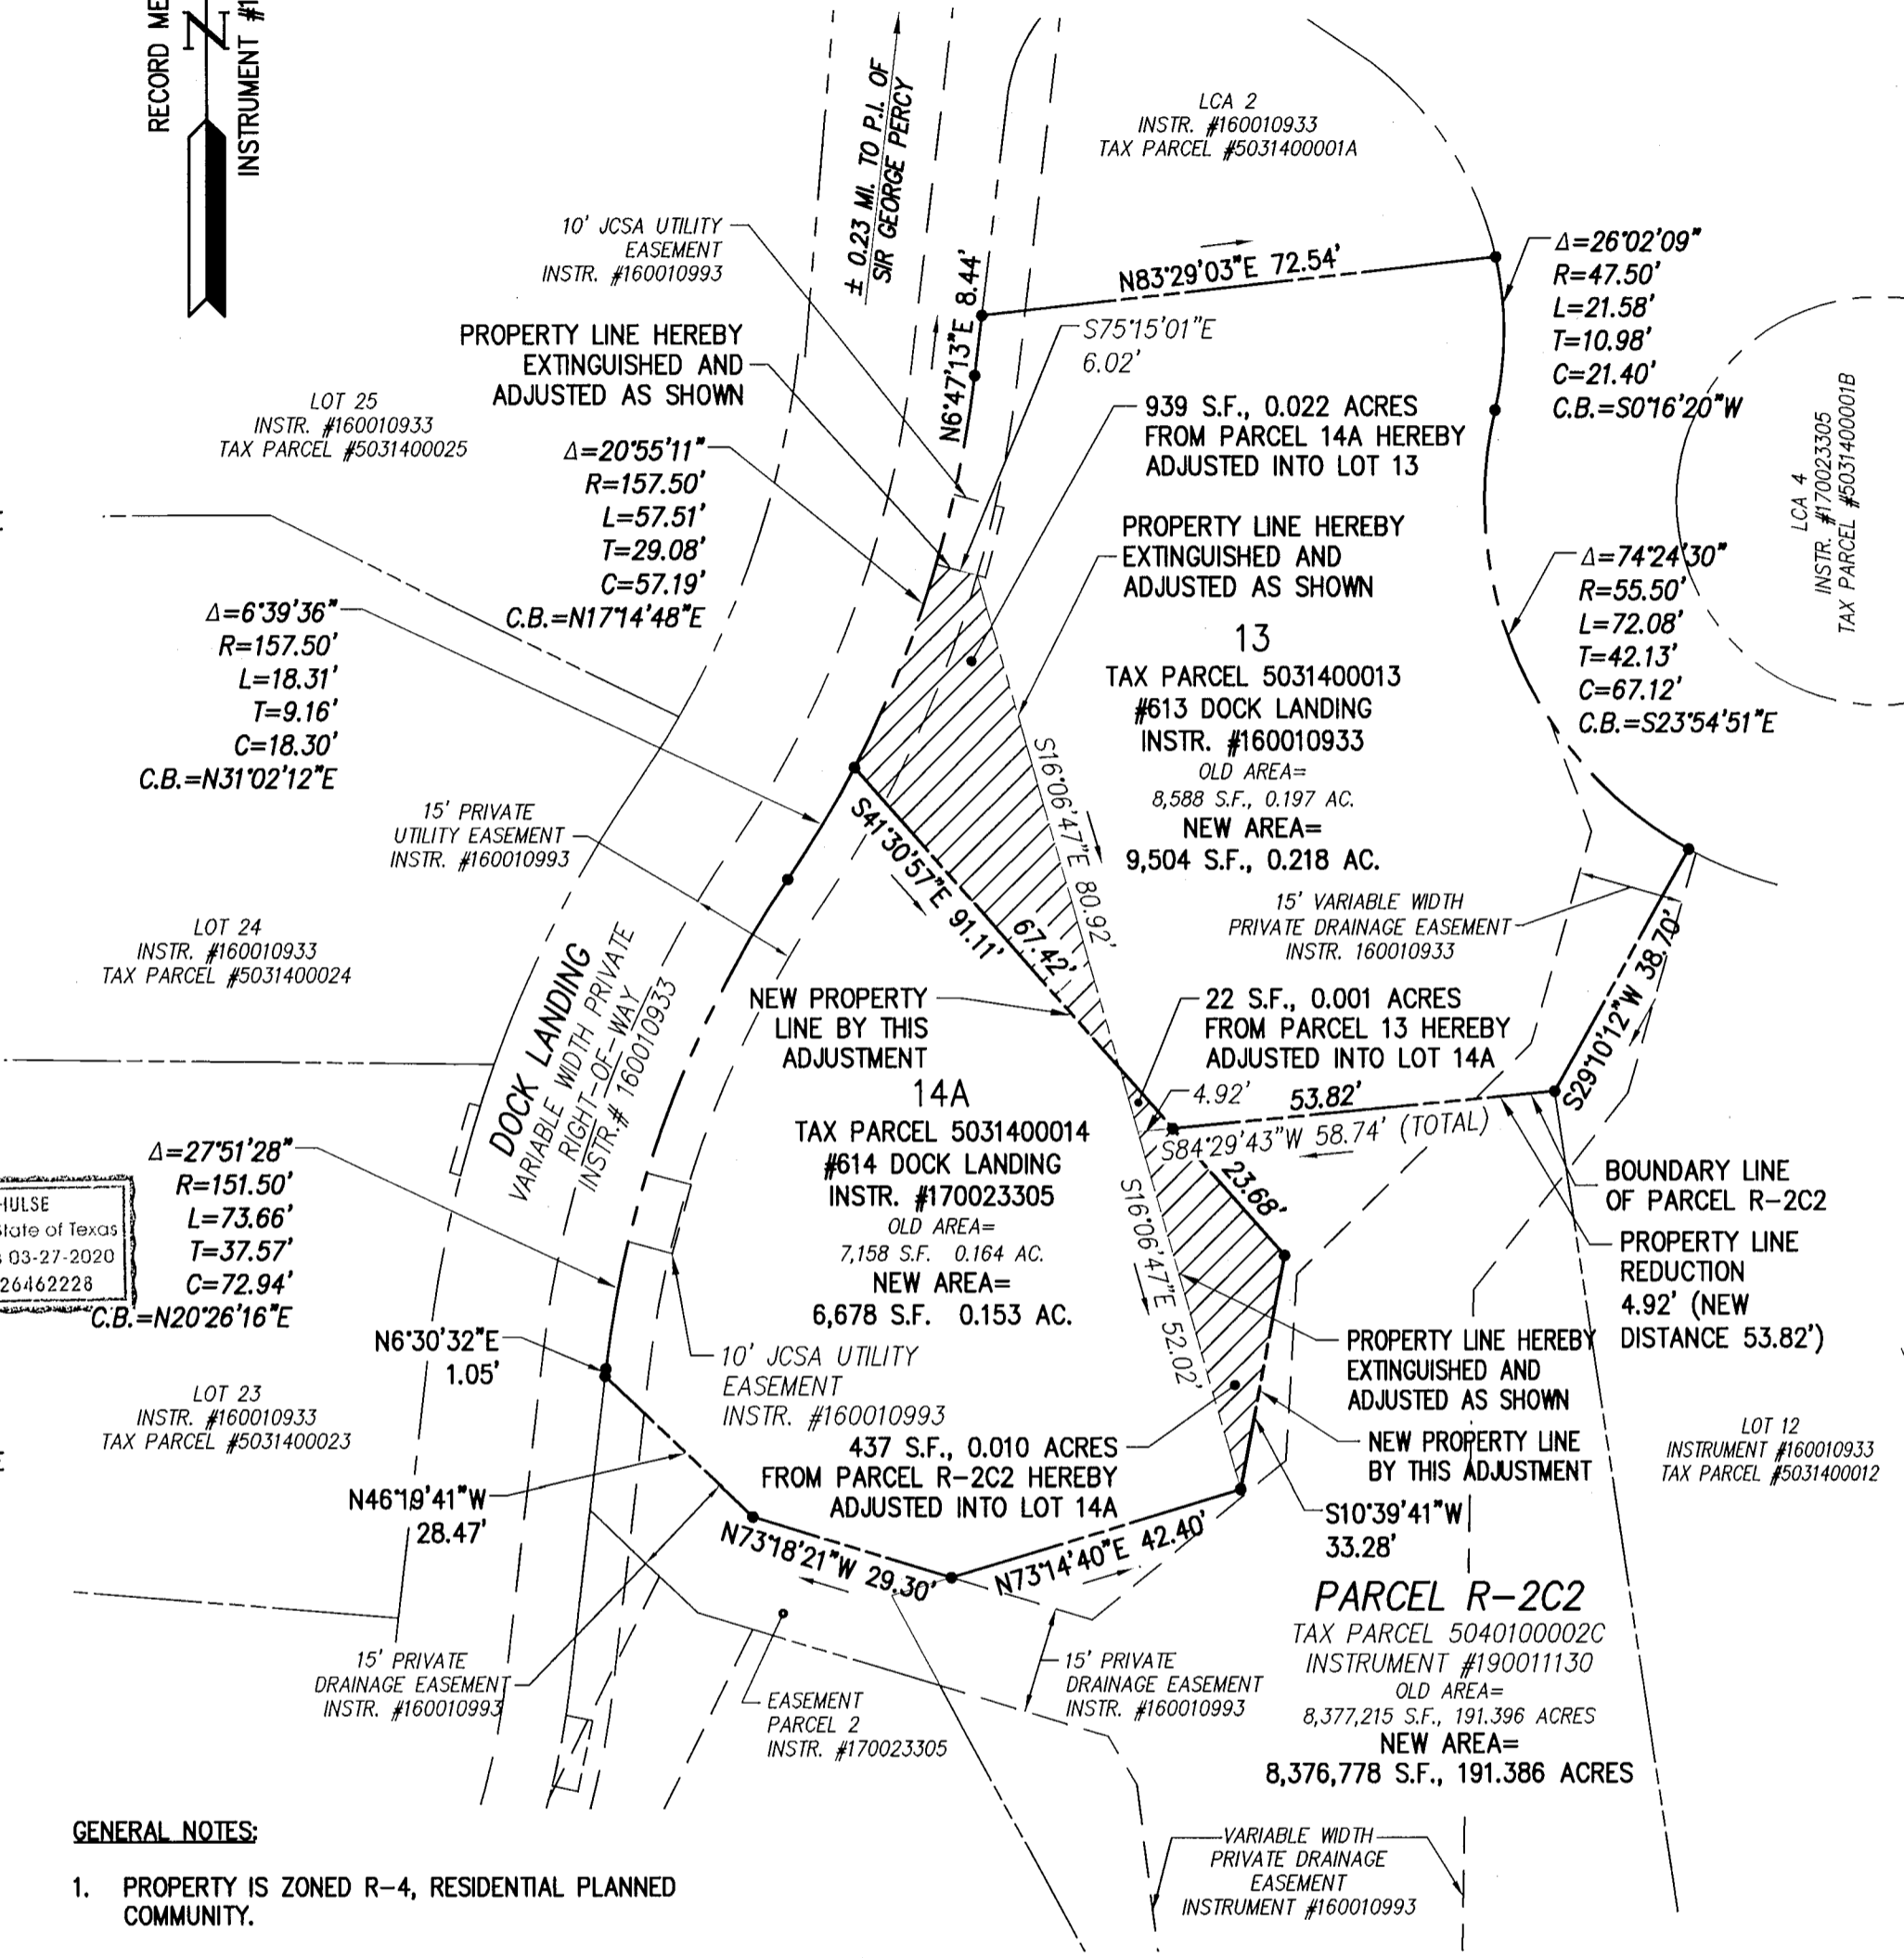 RECORD ME
INSTRUMENT #1
N
± 0.23 MI. TO P.I. OF
SIR GEORGE PERCY
LCA 2
INSTR. #160010933
TAX PARCEL #5031400001A
10' JCSA UTILITY
EASEMENT
INSTR. #160010993
N6°47'13"E 8.44'
N83°29'03"E 72.54'
Δ=26°02'09"
R=47.50'
L=21.58'
T=10.98'
C=21.40'
C.B.=S0°16'20"W
PROPERTY LINE HEREBY
EXTINGUISHED AND
ADJUSTED AS SHOWN
S75°15'01"E
6.02'
LOT 25
INSTR. #160010933
TAX PARCEL #5031400025
939 S.F., 0.022 ACRES
FROM PARCEL 14A HEREBY
ADJUSTED INTO LOT 13
LCA 4
INSTR. #170023305
TAX PARCEL #5031400001B
Δ=20°55'11"
R=157.50'
L=57.51'
T=29.08'
C=57.19'
C.B.=N17°14'48"E
PROPERTY LINE HEREBY
EXTINGUISHED AND
ADJUSTED AS SHOWN
Δ=74°24'30"
R=55.50'
L=72.08'
T=42.13'
C=67.12'
C.B.=S23°54'51"E
Δ=6°39'36"
R=157.50'
L=18.31'
T=9.16'
C=18.30'
C.B.=N31°02'12"E
13
TAX PARCEL 5031400013
#613 DOCK LANDING
INSTR. #160010933
OLD AREA=
8,588 S.F., 0.197 AC.
NEW AREA=
9,504 S.F., 0.218 AC.
S16°06'47"E 80.92'
15' PRIVATE
UTILITY EASEMENT
INSTR. #160010993
S41°30'57"E 91.11'
67.42'
15' VARIABLE WIDTH
PRIVATE DRAINAGE EASEMENT
INSTR. 160010933
S29°10'12"W 38.70'
LOT 24
INSTR. #160010933
TAX PARCEL #5031400024
DOCK LANDING
VARIABLE WIDTH PRIVATE
RIGHT-OF-WAY
INSTR.# 160010933
NEW PROPERTY
LINE BY THIS
ADJUSTMENT
22 S.F., 0.001 ACRES
FROM PARCEL 13 HEREBY
ADJUSTED INTO LOT 14A
4.92'
53.82'
S84°29'43"W 58.74' (TOTAL)
14A
TAX PARCEL 5031400014
#614 DOCK LANDING
INSTR. #170023305
OLD AREA=
7,158 S.F. 0.164 AC.
NEW AREA=
6,678 S.F. 0.153 AC.
23.68'
S16°06'47"E 52.02'
BOUNDARY LINE
OF PARCEL R-2C2
PROPERTY LINE
REDUCTION
4.92' (NEW
DISTANCE 53.82')
HULSE
State of Texas
03-27-2020
26462228
Δ=27°51'28"
R=151.50'
L=73.66'
T=37.57'
C=72.94'
C.B.=N20°26'16"E
N6°30'32"E
1.05'
10' JCSA UTILITY
EASEMENT
INSTR. #160010993
PROPERTY LINE HEREBY
EXTINGUISHED AND
ADJUSTED AS SHOWN
LOT 23
INSTR. #160010933
TAX PARCEL #5031400023
437 S.F., 0.010 ACRES
FROM PARCEL R-2C2 HEREBY
ADJUSTED INTO LOT 14A
NEW PROPERTY LINE
BY THIS ADJUSTMENT
LOT 12
INSTRUMENT #160010933
TAX PARCEL #5031400012
N46°19'41"W
28.47'
S10°39'41"W
33.28'
N73°18'21"W 29.30'
N73°14'40"E 42.40'
PARCEL R-2C2
TAX PARCEL 5040100002C
INSTRUMENT #190011130
OLD AREA=
8,377,215 S.F., 191.396 ACRES
NEW AREA=
8,376,778 S.F., 191.386 ACRES
15' PRIVATE
DRAINAGE EASEMENT
INSTR. #160010993
EASEMENT
PARCEL 2
INSTR. #170023305
15' PRIVATE
DRAINAGE EASEMENT
INSTR. #160010993
VARIABLE WIDTH
PRIVATE DRAINAGE
EASEMENT
INSTRUMENT #160010993
GENERAL NOTES:
1. PROPERTY IS ZONED R-4, RESIDENTIAL PLANNED
COMMUNITY.